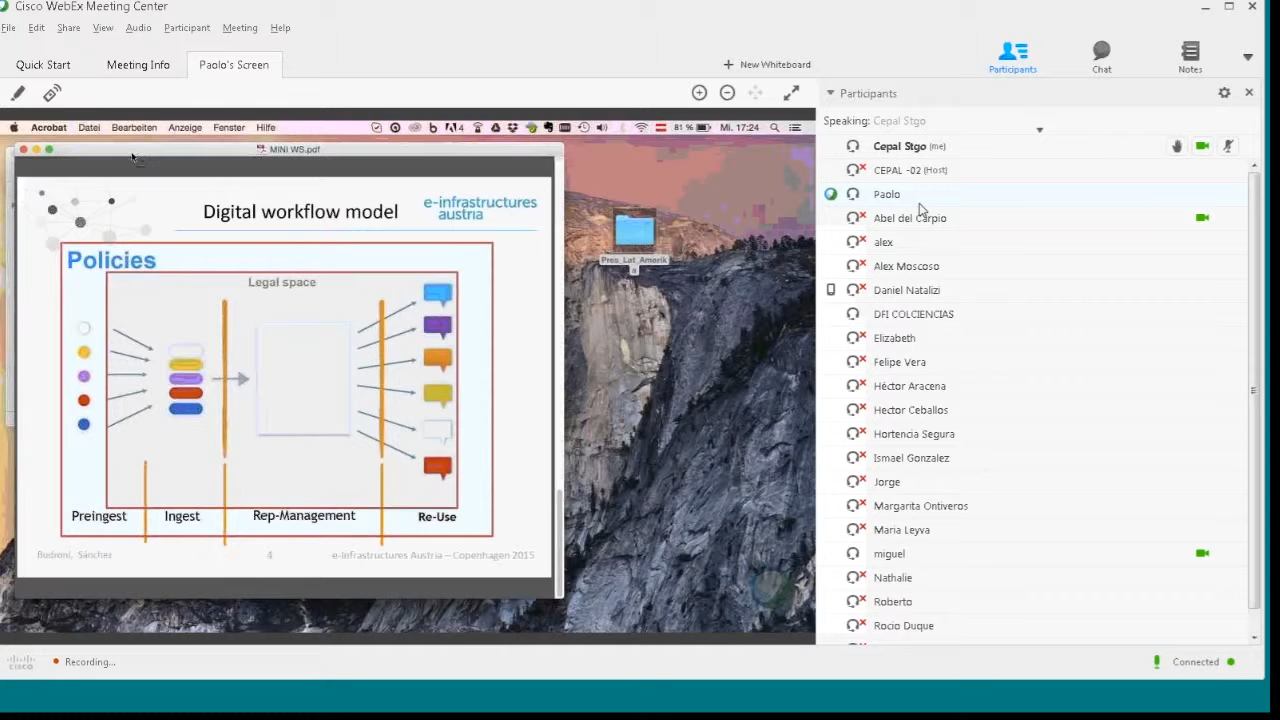 Cisco WebEx Meeting Center
File Edit Share View Audio Participant Meeting Help
Quick Start Meeting Info Paolo's Screen
+ New Whiteboard
Participants Chat Notes
Participants
Speaking: Cepal Stgo
Acrobat Datei Bearbeiten Anzeige Fenster Hilfe
4 81 % Mi. 17:24
MINI WS.pdf
Digital workflow model
e-infrastructures
austria
Policies
Legal space
Preingest Ingest Rep-Management Re-Use
Budroni, Sánchez 4 e-Infrastructures Austria – Copenhagen 2015
Pres_Lat_Amerik
a
Cepal Stgo (me)
CEPAL -02 (Host)
Paolo
Abel del Carpio
alex
Alex Moscoso
Daniel Natalizi
DFI COLCIENCIAS
Elizabeth
Felipe Vera
Héctor Aracena
Hector Ceballos
Hortencia Segura
Ismael Gonzalez
Jorge
Margarita Ontiveros
Maria Leyva
miguel
Nathalie
Roberto
Rocio Duque
cisco
Recording...
Connected